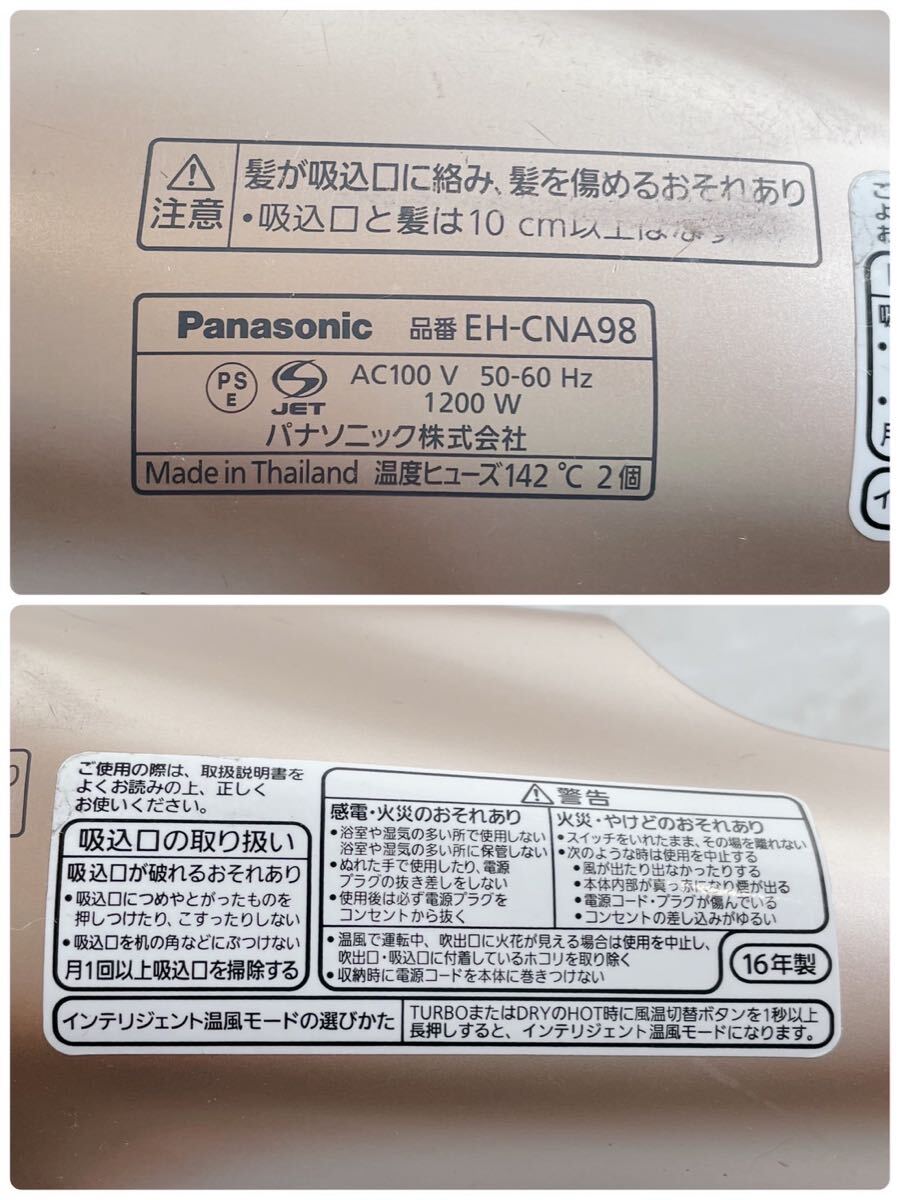 注意
髪が吸込口に絡み、髪を傷めるおそれあり
・吸込口と髪は10 cm以上はなす
Panasonic 品番 EH-CNA98
PS
E
JET
AC100 V 50-60 Hz
1200 W
パナソニック株式会社
Made in Thailand 温度ヒューズ142 ℃ 2個
ご使用の際は、取扱説明書を
よくお読みの上、正しく
お使いください。
吸込口の取り扱い
吸込口が破れるおそれあり
・吸込口につめやとがったものを
押しつけたり、こすったりしない
・吸込口を机の角などにぶつけない
月1回以上吸込口を掃除する
警告
感電・火災のおそれあり
・浴室や湿気の多い所で使用しない
浴室や湿気の多い所に保管しない
・ぬれた手で使用したり、電源
プラグの抜き差しをしない
・使用後は必ず電源プラグを
コンセントから抜く
火災・やけどのおそれあり
・スイッチをいれたまま、その場を離れない
・次のような時は使用を中止する
・風が出たり出なかったりする
・本体内部が真っ赤になり煙が出る
・電源コード・プラグが傷んでいる
・コンセントの差し込みがゆるい
・温風で運転中、吹出口に火花が見える場合は使用を中止し、
吹出口・吸込口に付着しているホコリを取り除く
・収納時に電源コードを本体に巻きつけない
16年製
インテリジェント温風モードの選びかた
TURBOまたはDRYのHOT時に風温切替ボタンを1秒以上
長押しすると、インテリジェント温風モードになります。